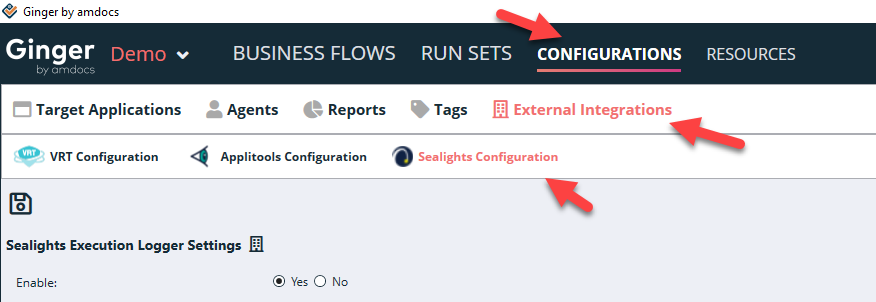 Ginger by amdocs
Ginger by amdocs Demo BUSINESS FLOWS RUN SETS CONFIGURATIONS RESOURCES
Target Applications Agents Reports Tags External Integrations
VRT VRT Configuration Applitools Configuration Sealights Configuration
Sealights Execution Logger Settings
Enable: Yes No